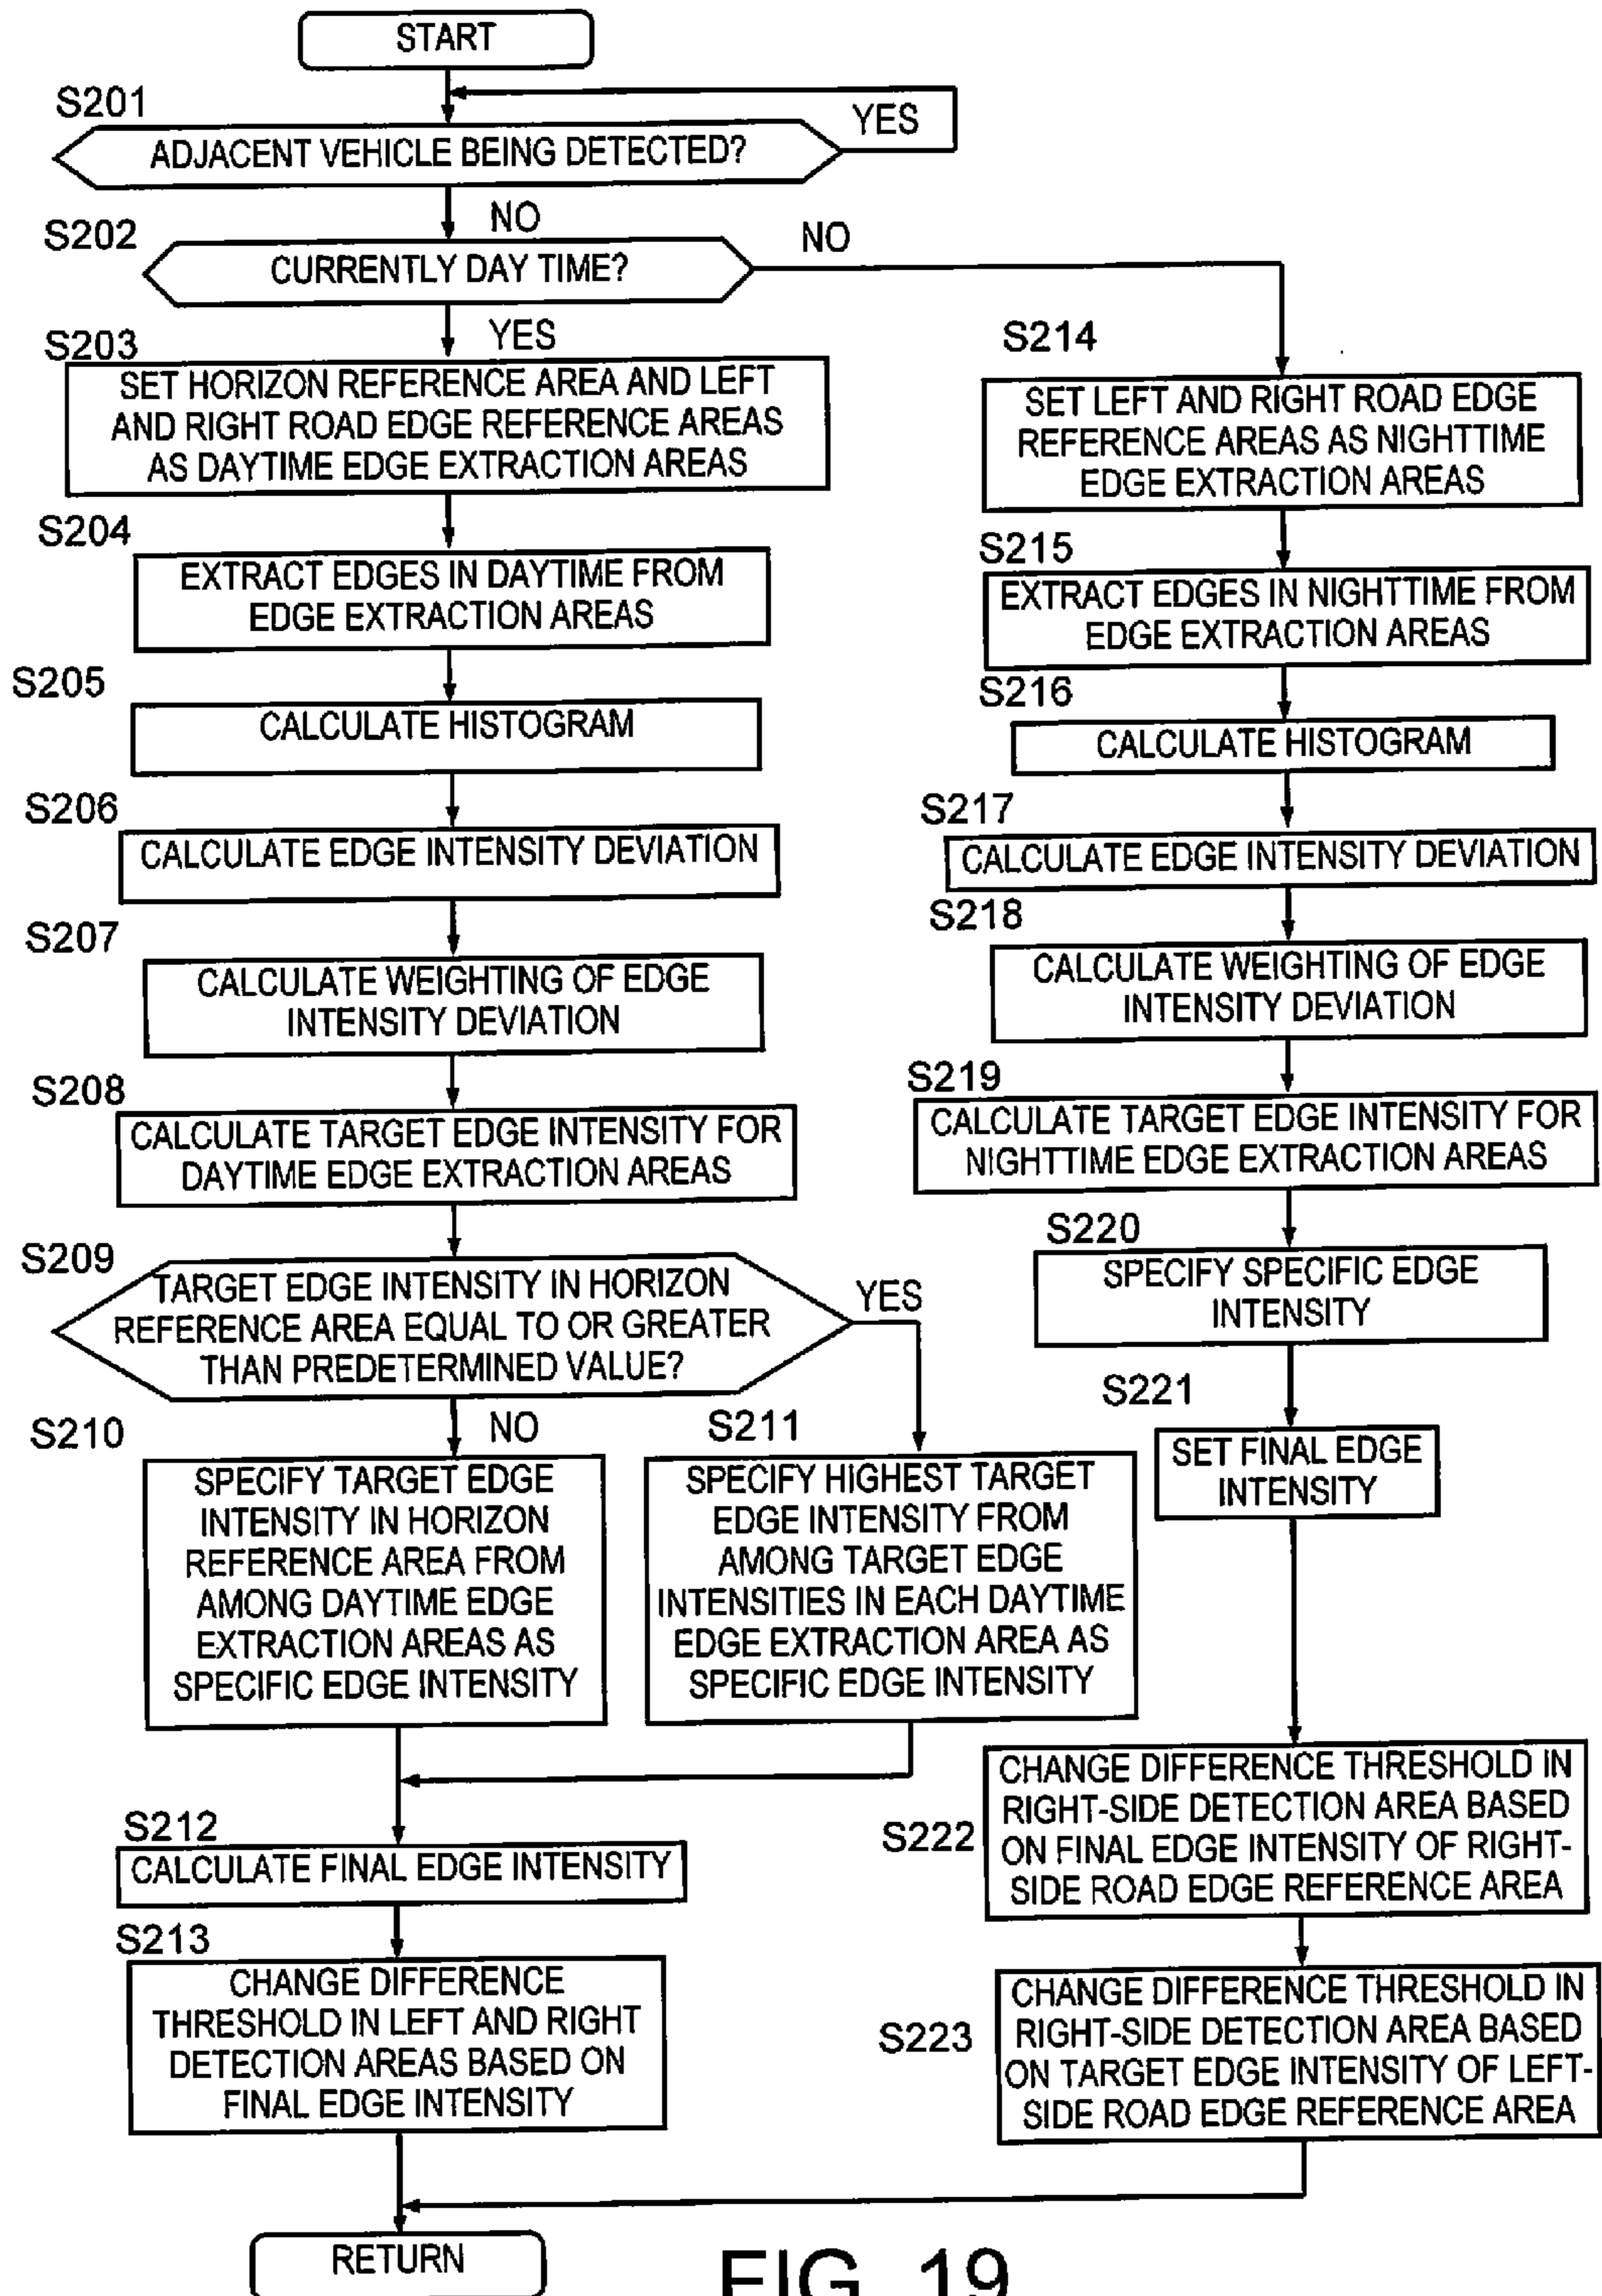 START
S201
YES
ADJACENT VEHICLE BEING DETECTED?
NO
S202
NO
CURRENTLY DAY TIME?
YES
S203
SET HORIZON REFERENCE AREA AND LEFT
AND RIGHT ROAD EDGE REFERENCE AREAS
AS DAYTIME EDGE EXTRACTION AREAS
S204
EXTRACT EDGES IN DAYTIME FROM
EDGE EXTRACTION AREAS
S205
CALCULATE HISTOGRAM
S206
CALCULATE EDGE INTENSITY DEVIATION
S207
CALCULATE WEIGHTING OF EDGE
INTENSITY DEVIATION
S208
CALCULATE TARGET EDGE INTENSITY FOR
DAYTIME EDGE EXTRACTION AREAS
S209
TARGET EDGE INTENSITY IN HORIZON
REFERENCE AREA EQUAL TO OR GREATER
THAN PREDETERMINED VALUE?
YES
NO
S210
SPECIFY TARGET EDGE
INTENSITY IN HORIZON
REFERENCE AREA FROM
AMONG DAYTIME EDGE
EXTRACTION AREAS AS
SPECIFIC EDGE INTENSITY
S211
SPECIFY HIGHEST TARGET
EDGE INTENSITY FROM
AMONG TARGET EDGE
INTENSITIES IN EACH DAYTIME
EDGE EXTRACTION AREA AS
SPECIFIC EDGE INTENSITY
S212
CALCULATE FINAL EDGE INTENSITY
S213
CHANGE DIFFERENCE
THRESHOLD IN LEFT AND RIGHT
DETECTION AREAS BASED ON
FINAL EDGE INTENSITY
S214
SET LEFT AND RIGHT ROAD EDGE
REFERENCE AREAS AS NIGHTTIME
EDGE EXTRACTION AREAS
S215
EXTRACT EDGES IN NIGHTTIME FROM
EDGE EXTRACTION AREAS
S216
CALCULATE HISTOGRAM
S217
CALCULATE EDGE INTENSITY DEVIATION
S218
CALCULATE WEIGHTING OF EDGE
INTENSITY DEVIATION
S219
CALCULATE TARGET EDGE INTENSITY FOR
NIGHTTIME EDGE EXTRACTION AREAS
S220
SPECIFY SPECIFIC EDGE
INTENSITY
S221
SET FINAL EDGE
INTENSITY
S222
CHANGE DIFFERENCE THRESHOLD IN
RIGHT-SIDE DETECTION AREA BASED
ON FINAL EDGE INTENSITY OF RIGHT-
SIDE ROAD EDGE REFERENCE AREA
S223
CHANGE DIFFERENCE THRESHOLD IN
RIGHT-SIDE DETECTION AREA BASED
ON TARGET EDGE INTENSITY OF LEFT-
SIDE ROAD EDGE REFERENCE AREA
RETURN
FIG. 19